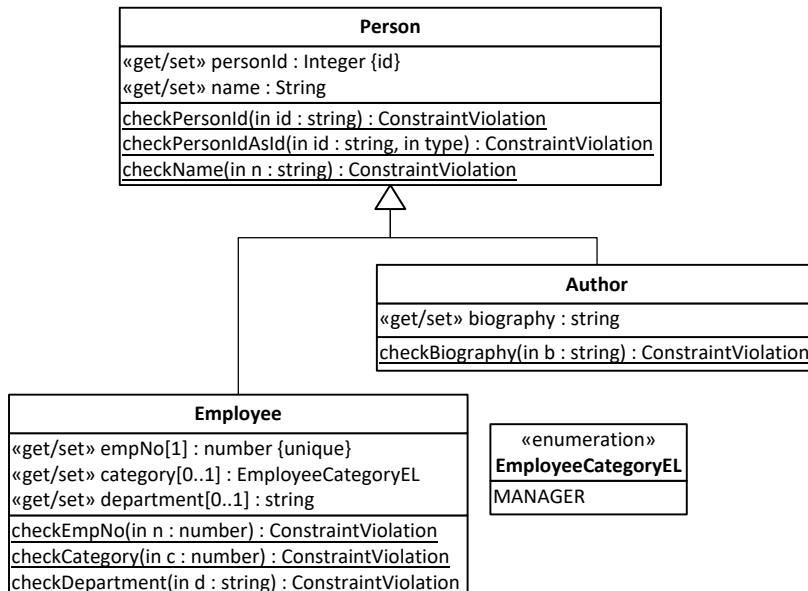 Person
«get/set» personId : Integer {id}
«get/set» name : String
checkPersonId(in id : string) : ConstraintViolation
checkPersonIdAsId(in id : string, in type) : ConstraintViolation
checkName(in n : string) : ConstraintViolation
Author
«get/set» biography : string
checkBiography(in b : string) : ConstraintViolation
Employee
«get/set» empNo[1] : number {unique}
«get/set» category[0..1] : EmployeeCategoryEL
«get/set» department[0..1] : string
checkEmpNo(in n : number) : ConstraintViolation
checkCategory(in c : number) : ConstraintViolation
checkDepartment(in d : string) : ConstraintViolation
«enumeration»
EmployeeCategoryEL
MANAGER